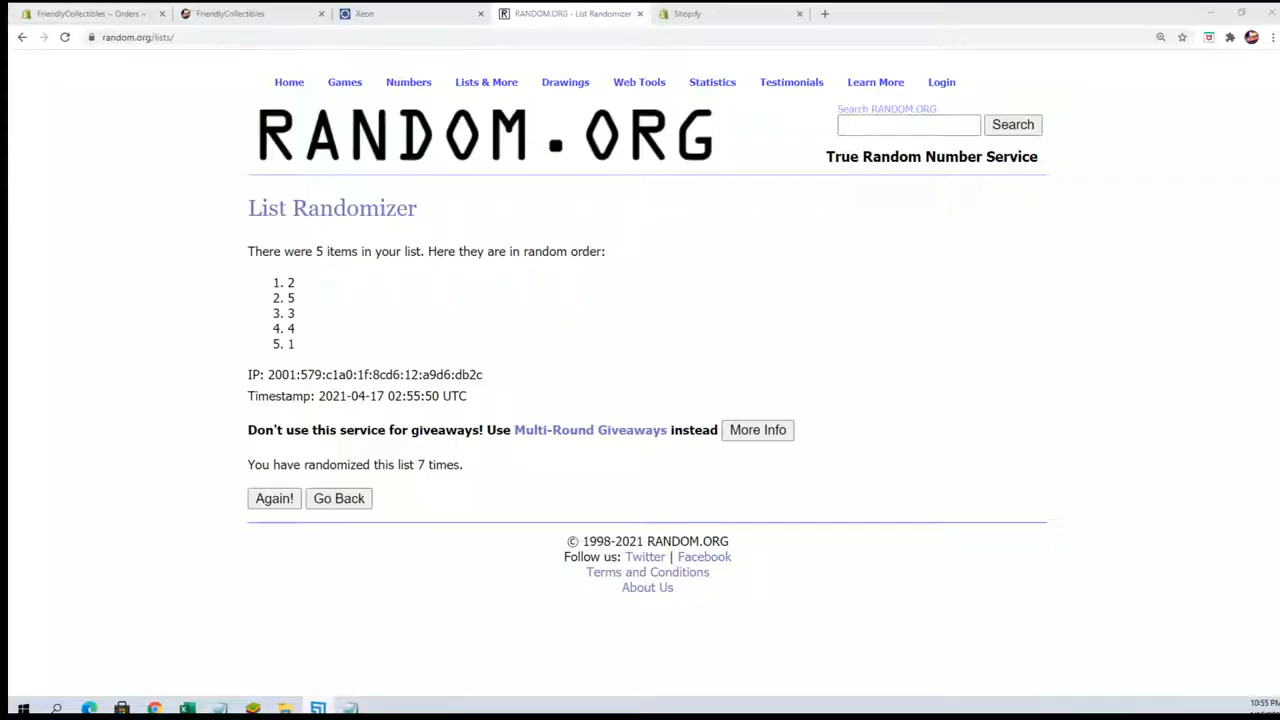 FriendlyCollectibles ~ Orders ~
FriendlyCollectibles
Xeon
RANDOM.ORG - List Randomizer
Shopify
random.org/lists/
Home Games Numbers Lists & More Drawings Web Tools Statistics Testimonials Learn More Login
RANDOM.ORG
Search RANDOM.ORG
Search
True Random Number Service
List Randomizer
There were 5 items in your list. Here they are in random order:
1. 2
2. 5
3. 3
4. 4
5. 1
IP: 2001:579:c1a0:1f:8cd6:12:a9d6:db2c
Timestamp: 2021-04-17 02:55:50 UTC
Don't use this service for giveaways! Use Multi-Round Giveaways instead More Info
You have randomized this list 7 times.
Again! Go Back
© 1998-2021 RANDOM.ORG
Follow us: Twitter | Facebook
Terms and Conditions
About Us
10:55 PM